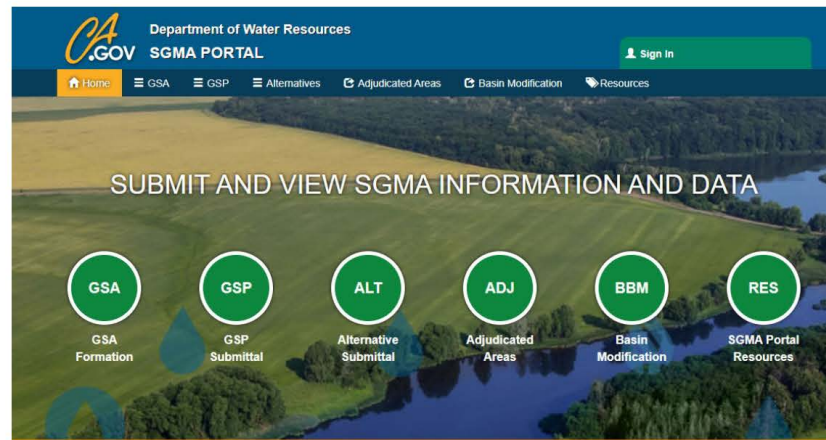 CA
.GOV
Department of Water Resources
SGMA PORTAL
Sign In
Home GSA GSP Alternatives Adjudicated Areas Basin Modification Resources
SUBMIT AND VIEW SGMA INFORMATION AND DATA
GSA GSP ALT ADJ BBM RES
GSA GSP Alternative Adjudicated Basin SGMA Portal
Formation Submittal Submittal Areas Modification Resources